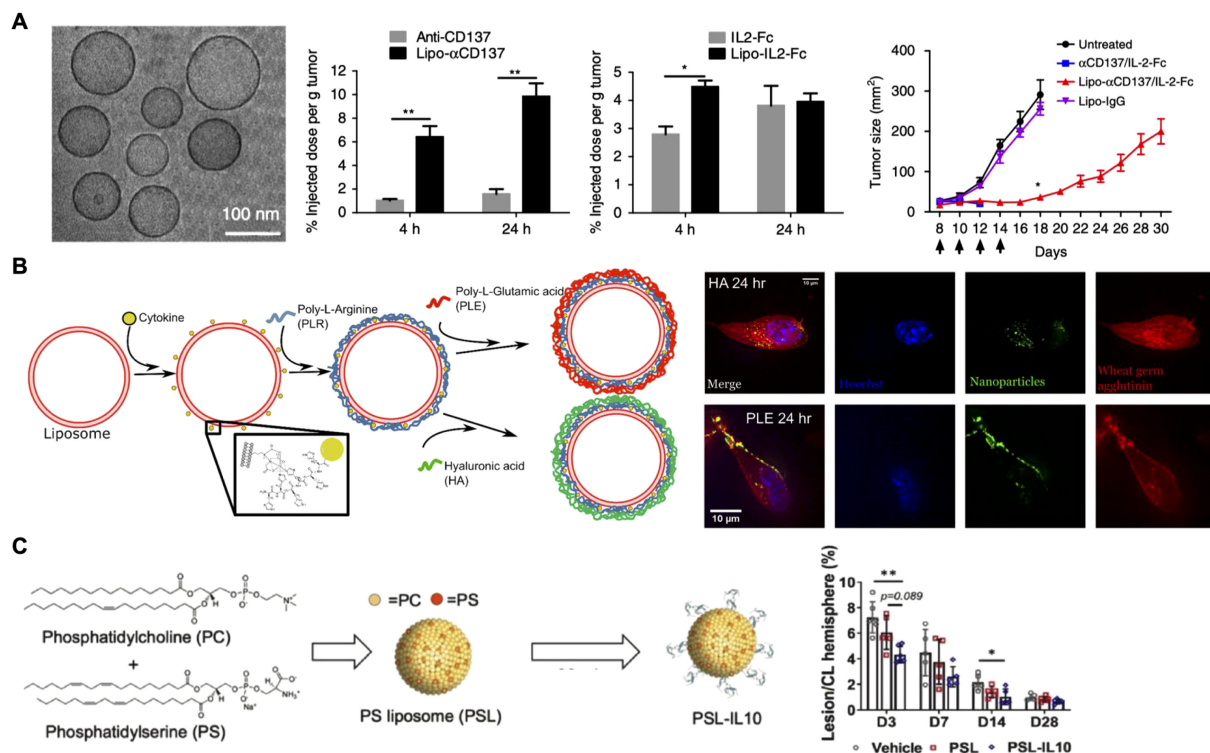 A
100 nm
% Injected dose per g tumor
12
10
8
6
4
2
0
Anti-CD137
Lipo-αCD137
**
**
4 h
24 h
% Injected dose per g tumor
6
5
4
3
2
1
0
IL2-Fc
Lipo-IL2-Fc
*
4 h
24 h
Tumor size (mm²)
400
300
200
100
0
Untreated
αCD137/IL-2-Fc
Lipo-αCD137/IL-2-Fc
Lipo-IgG
*
8 10 12 14 16 18 20 22 24 26 28 30
Days
B
Liposome
Cytokine
Poly-L-Arginine
(PLR)
Poly-L-Glutamic acid
(PLE)
Hyaluronic acid
(HA)
HA 24 hr
10 μm
Merge
Hoechst
Nanoparticles
Wheat germ
agglutinin
PLE 24 hr
10 μm
C
Phosphatidylcholine (PC)
+
Phosphatidylserine (PS)
=PC =PS
PS liposome (PSL)
PSL-IL10
Lesion/CL hemisphere (%)
10
8
6
4
2
0
**
p=0.089
*
D3 D7 D14 D28
Vehicle PSL PSL-IL10